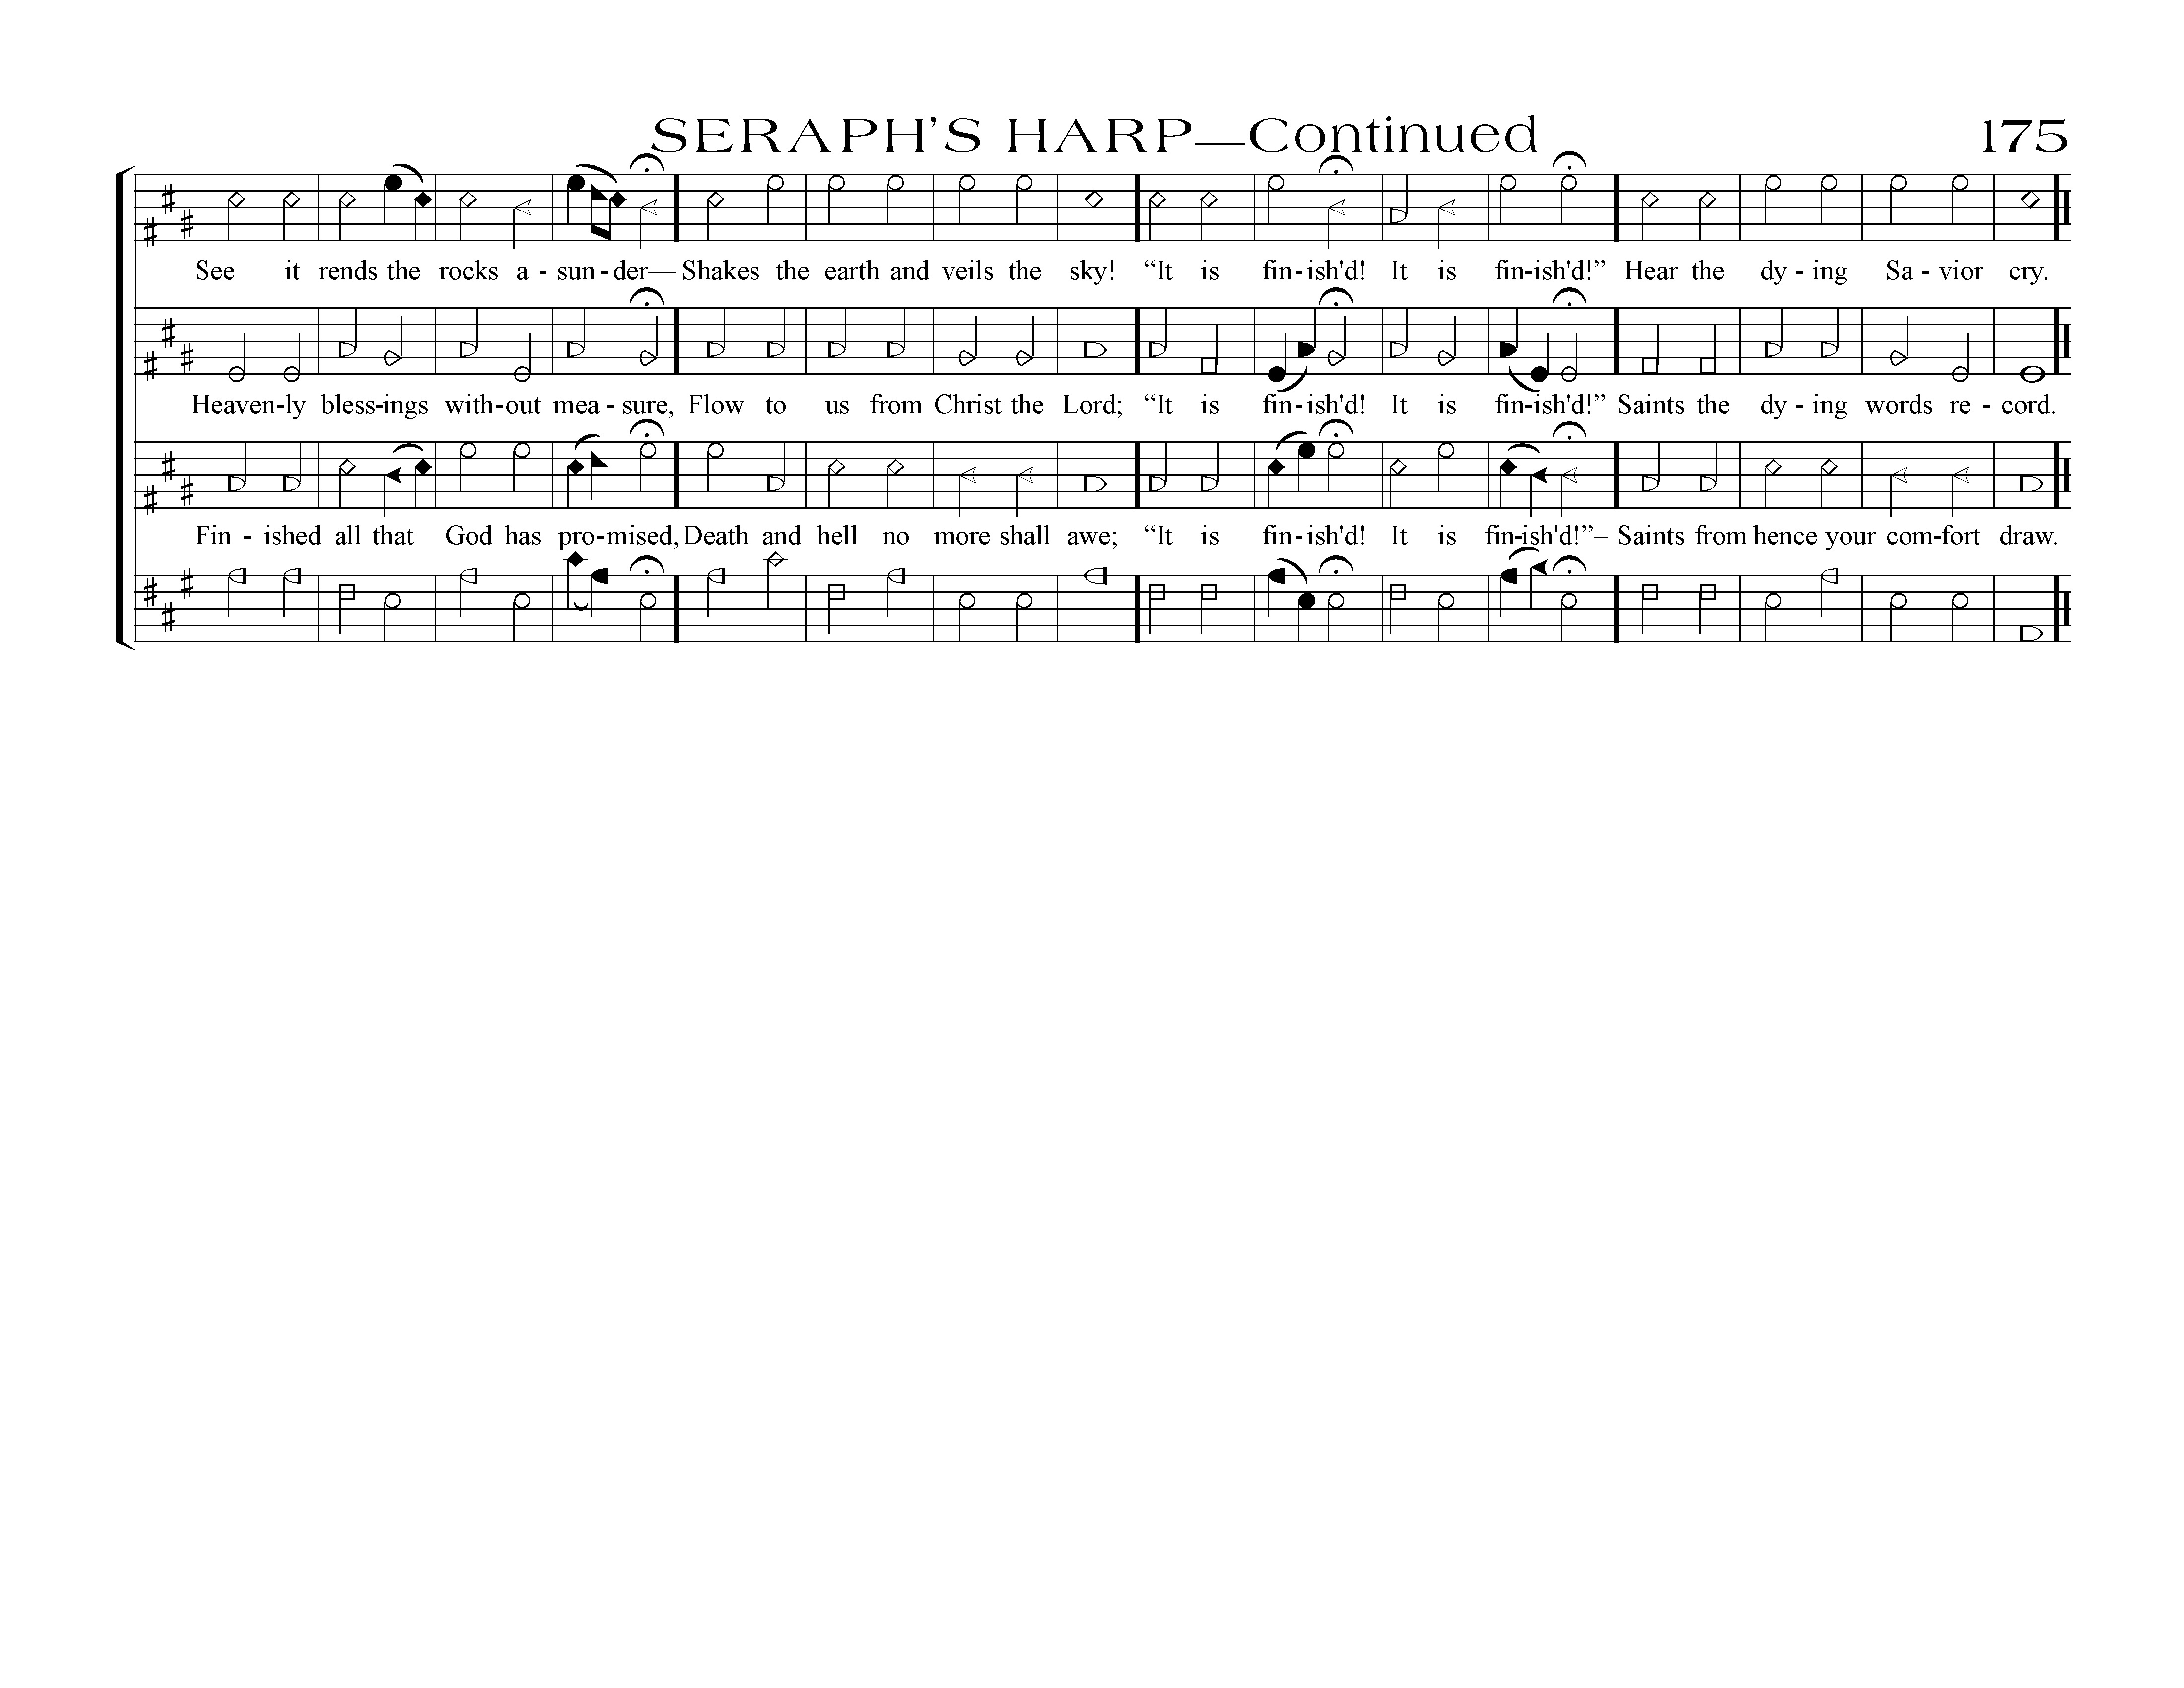 SERAPH'S HARP—Continued 175
See it rends the rocks a - sun - der— Shakes the earth and veils the sky! “It is fin - ish'd! It is fin-ish'd!” Hear the dy - ing Sa - vior cry.
Heaven-ly bless-ings with-out mea - sure, Flow to us from Christ the Lord; “It is fin - ish'd! It is fin-ish'd!” Saints the dy - ing words re - cord.
Fin - ished all that God has pro-mised, Death and hell no more shall awe; “It is fin - ish'd! It is fin-ish'd!”– Saints from hence your com-fort draw.